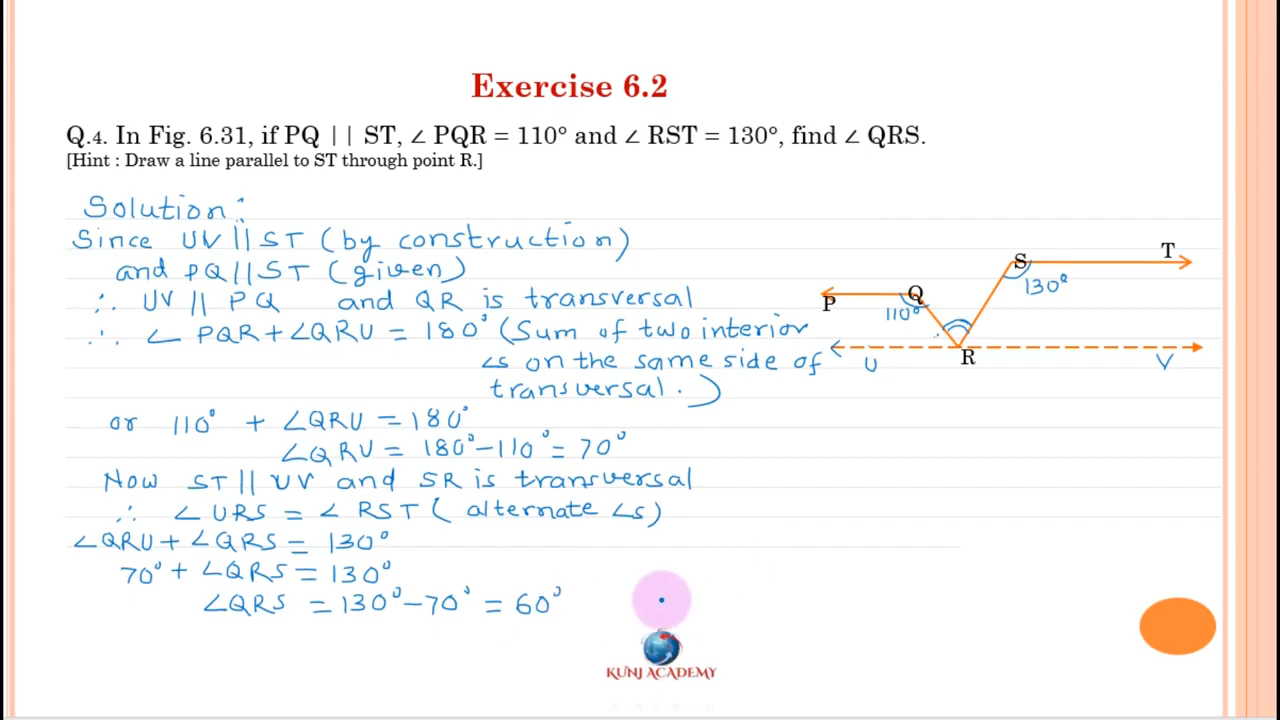 Exercise 6.2
Q.4. In Fig. 6.31, if PQ || ST, ∠ PQR = 110° and ∠ RST = 130°, find ∠ QRS.
[Hint : Draw a line parallel to ST through point R.]
Solution:
Since UV || ST (by construction)
and PQ || ST (given)
∴ UV || PQ and QR is transversal
∴ ∠ PQR + ∠QRU = 180° (Sum of two interior
∠s on the same side of
transversal.)
or 110° + ∠QRU = 180°
∠QRU = 180° - 110° = 70°
Now ST || UV and SR is transversal
∴ ∠ URS = ∠ RST (alternate ∠s)
∠QRU + ∠QRS = 130°
70° + ∠QRS = 130°
∠QRS = 130° - 70° = 60°
S
T
130°
P
Q
110°
U
R
V
KUNJ ACADEMY